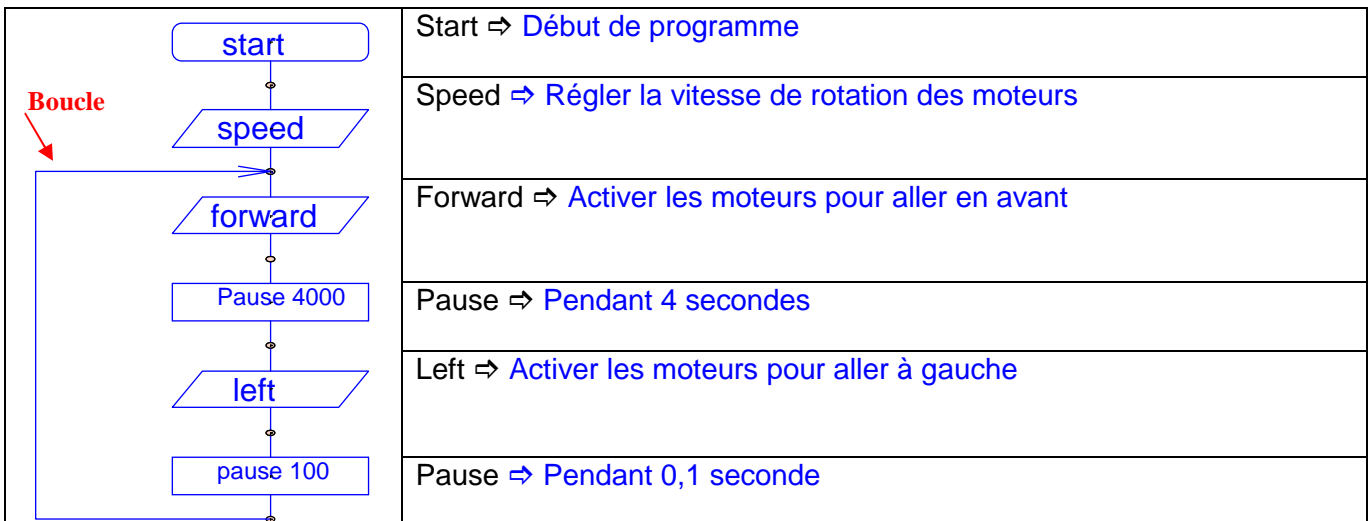 start
Start ⇨ Début de programme
Boucle
speed
Speed ⇨ Régler la vitesse de rotation des moteurs
forward
Forward ⇨ Activer les moteurs pour aller en avant
Pause 4000
Pause ⇨ Pendant 4 secondes
left
Left ⇨ Activer les moteurs pour aller à gauche
pause 100
Pause ⇨ Pendant 0,1 seconde